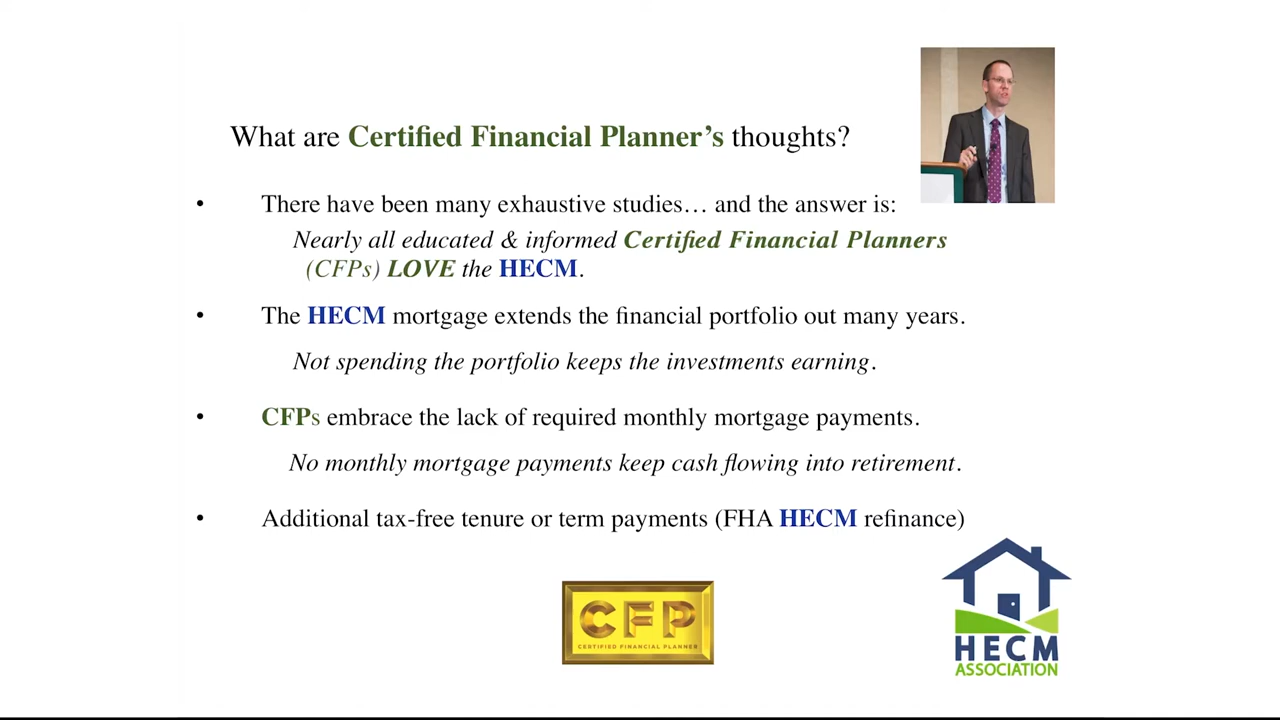 What are Certified Financial Planner’s thoughts?
• There have been many exhaustive studies… and the answer is:
Nearly all educated & informed Certified Financial Planners
(CFPs) LOVE the HECM.
• The HECM mortgage extends the financial portfolio out many years.
Not spending the portfolio keeps the investments earning.
• CFPs embrace the lack of required monthly mortgage payments.
No monthly mortgage payments keep cash flowing into retirement.
• Additional tax-free tenure or term payments (FHA HECM refinance)
CFP
CERTIFIED FINANCIAL PLANNER
HECM
ASSOCIATION